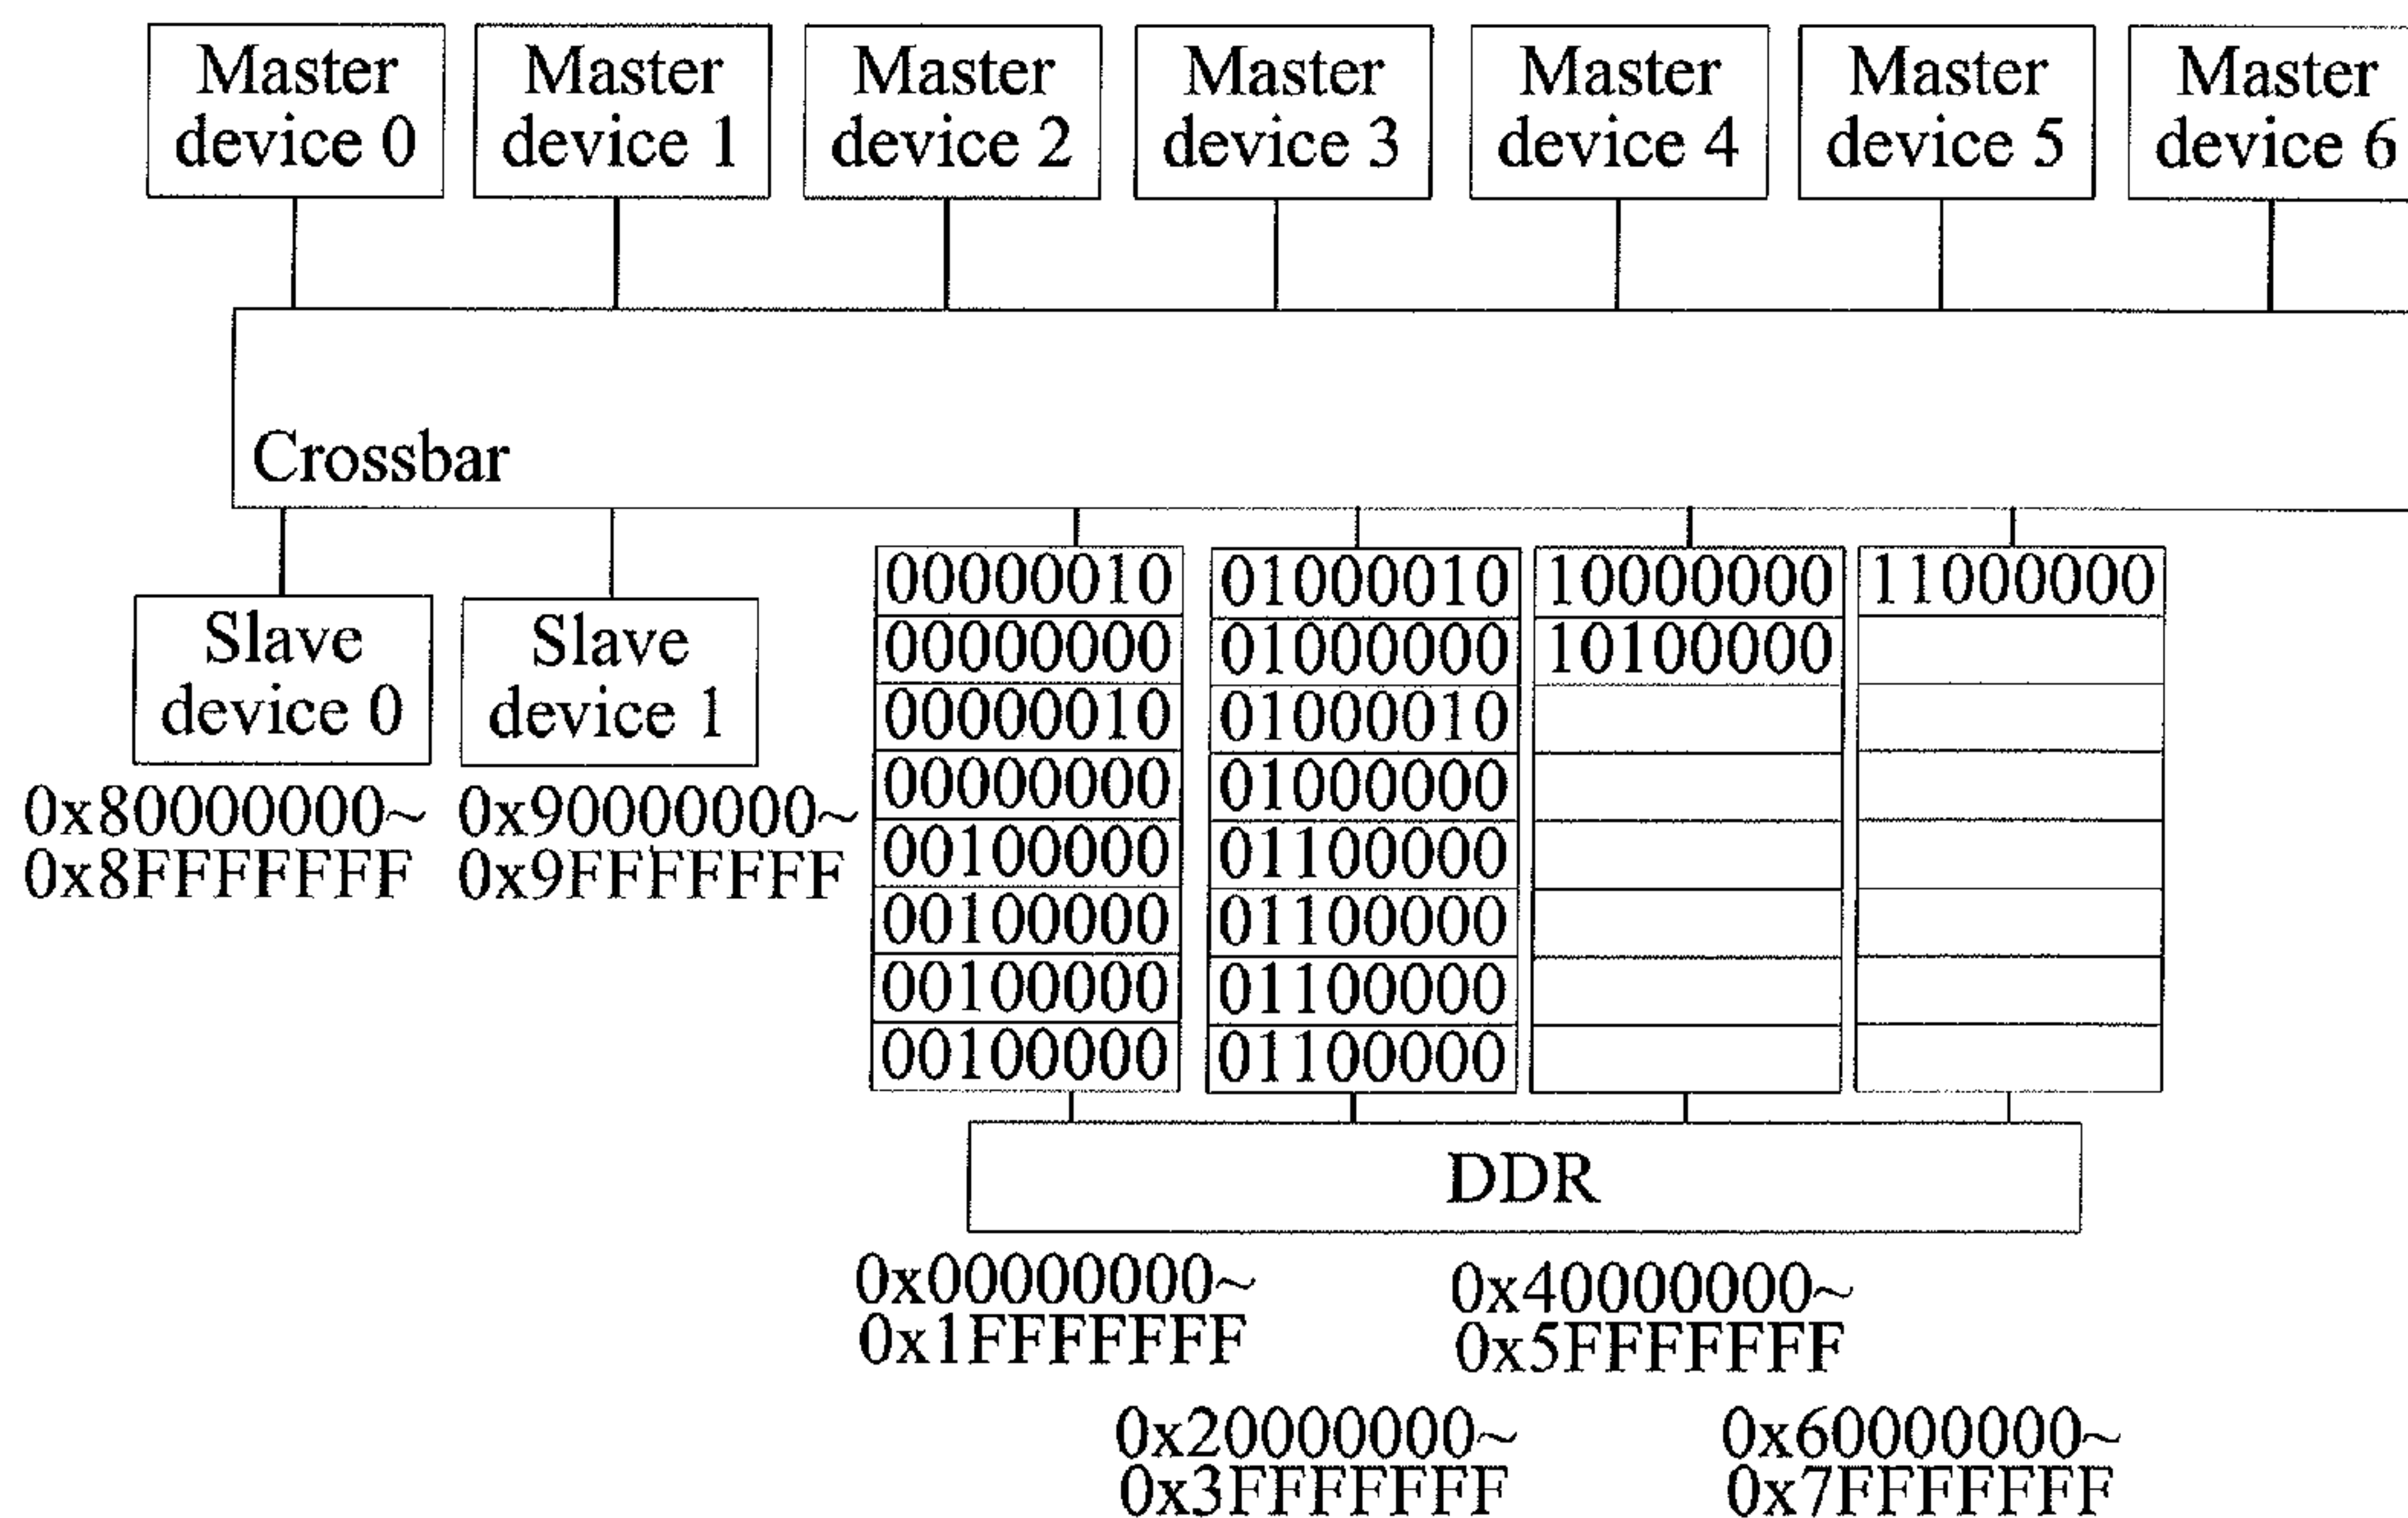 Master
device 0
Master
device 1
Master
device 2
Master
device 3
Master
device 4
Master
device 5
Master
device 6
Crossbar
Slave
device 0
0x80000000~
0x8FFFFFFF
Slave
device 1
0x90000000~
0x9FFFFFFF
00000010
00000000
00000010
00000000
00100000
00100000
00100000
00100000
01000010
01000000
01000010
01000000
01100000
01100000
01100000
01100000
10000000
10100000
11000000
DDR
0x00000000~
0x1FFFFFFF
0x20000000~
0x3FFFFFFF
0x40000000~
0x5FFFFFFF
0x60000000~
0x7FFFFFFF